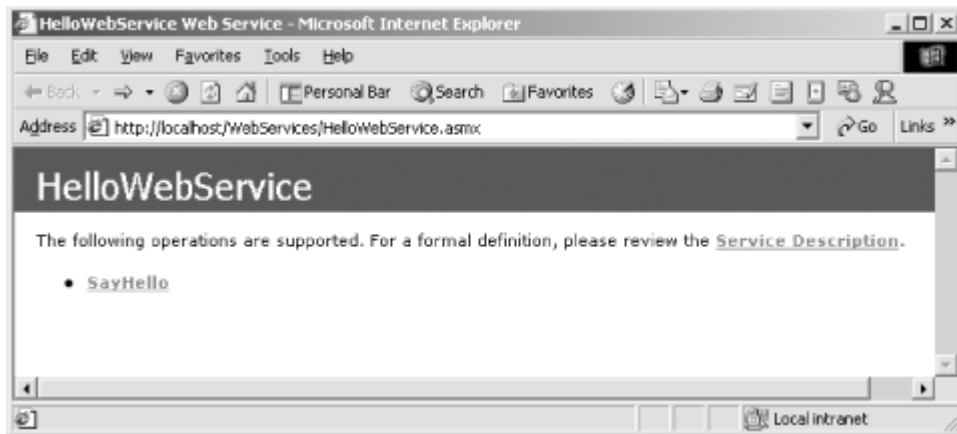 HelloWebService Web Service - Microsoft Internet Explorer
File Edit View Favorites Tools Help
Back Personal Bar Search Favorites
Address http://localhost/WebServices/HelloWebService.asmx Go Links »
HelloWebService
The following operations are supported. For a formal definition, please review the Service Description.
• SayHello
Local intranet